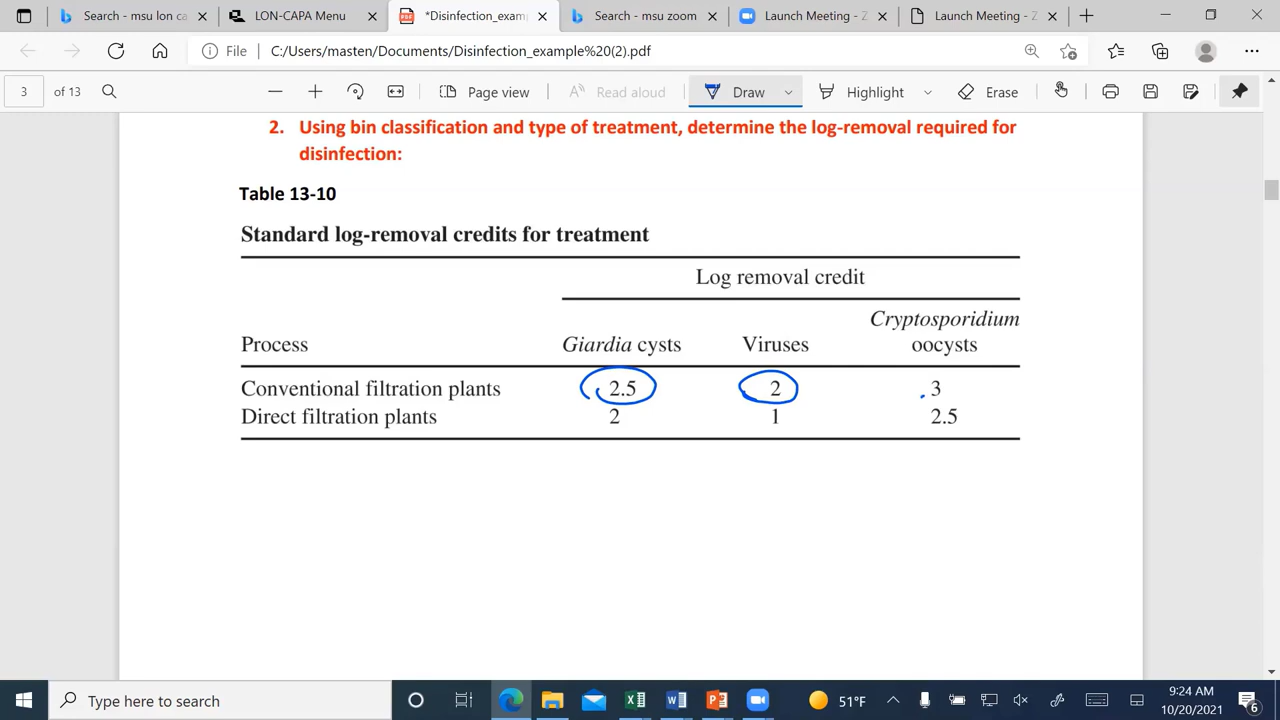 Search - msu lon ca
LON-CAPA Menu
*Disinfection_exam
Search - msu zoom
Launch Meeting - Z
Launch Meeting - Z
File
C:/Users/masten/Documents/Disinfection_example%20(2).pdf
3 of 13
Page view
Read aloud
Draw
Highlight
Erase
2. Using bin classification and type of treatment, determine the log-removal required for
disinfection:
Table 13-10
Standard log-removal credits for treatment
Log removal credit
Cryptosporidium
Process Giardia cysts Viruses oocysts
Conventional filtration plants 2.5 2 3
Direct filtration plants 2 1 2.5
Type here to search
51°F
9:24 AM
10/20/2021
6